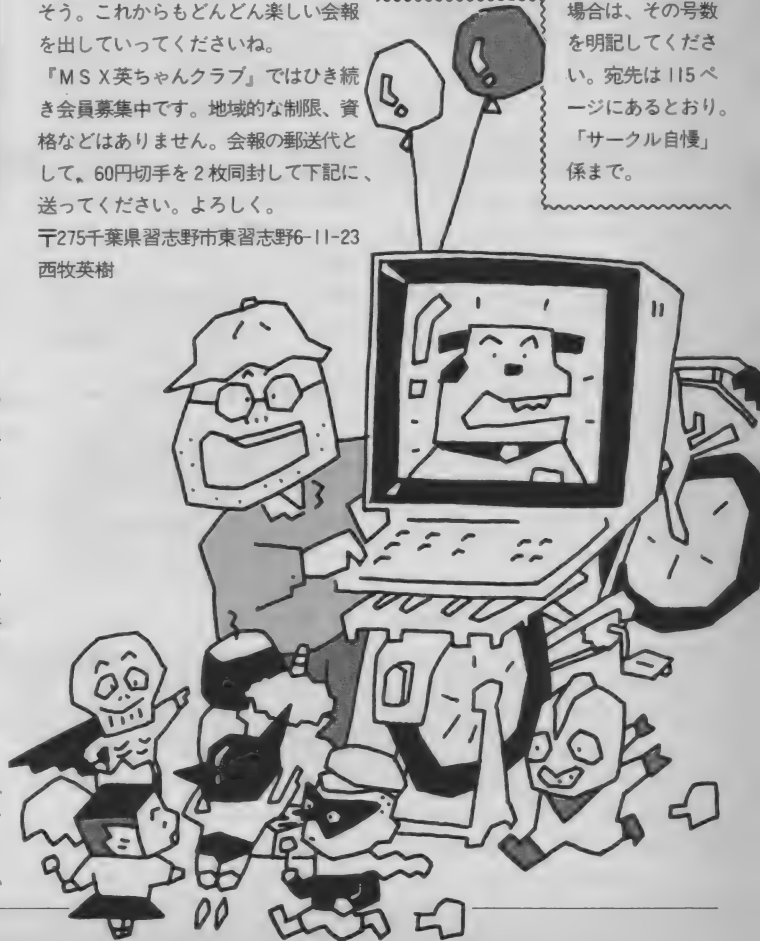 そう。これからもどんどん楽しい会報
を出していってくださいね。
『MSX英ちゃんクラブ』ではひき続
き会員募集中です。地域的な制限、資
格などはありません。会報の郵送代と
して、60円切手を2枚同封して下記に、
送ってください。よろしく。
〒275千葉県習志野市東習志野6-11-23
西牧英樹
場合は、その号数
を明記してくださ
い。宛先は115ペ
ージにあるとおり。
「サークル自慢」
係まで。